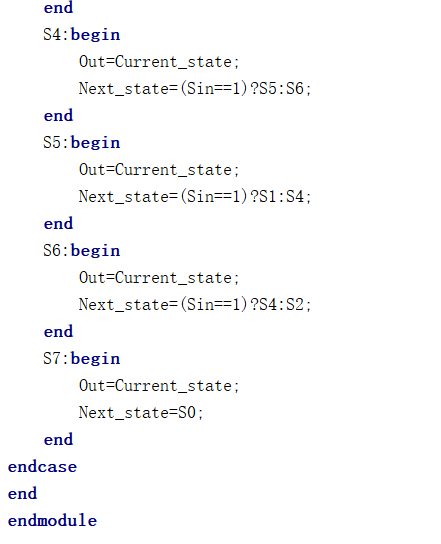 end
S4:begin
Out=Current_state;
Next_state=(Sin==1)?S5:S6;
end
S5:begin
Out=Current_state;
Next_state=(Sin==1)?S1:S4;
end
S6:begin
Out=Current_state;
Next_state=(Sin==1)?S4:S2;
end
S7:begin
Out=Current_state;
Next_state=S0;
end
endcase
end
endmodule